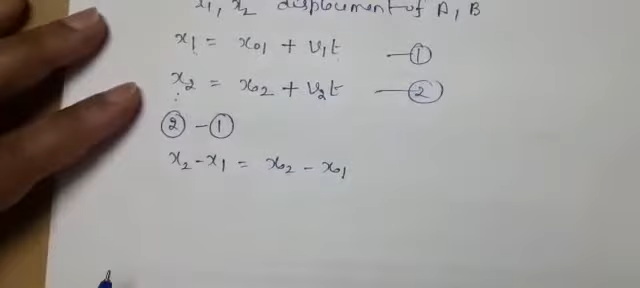 x₁, x₂ displacement of A, B
x₁ = x₀₁ + v₁t —①
x₂ = x₀₂ + v₂t —②
② - ①
x₂ - x₁ = x₀₂ - x₀₁